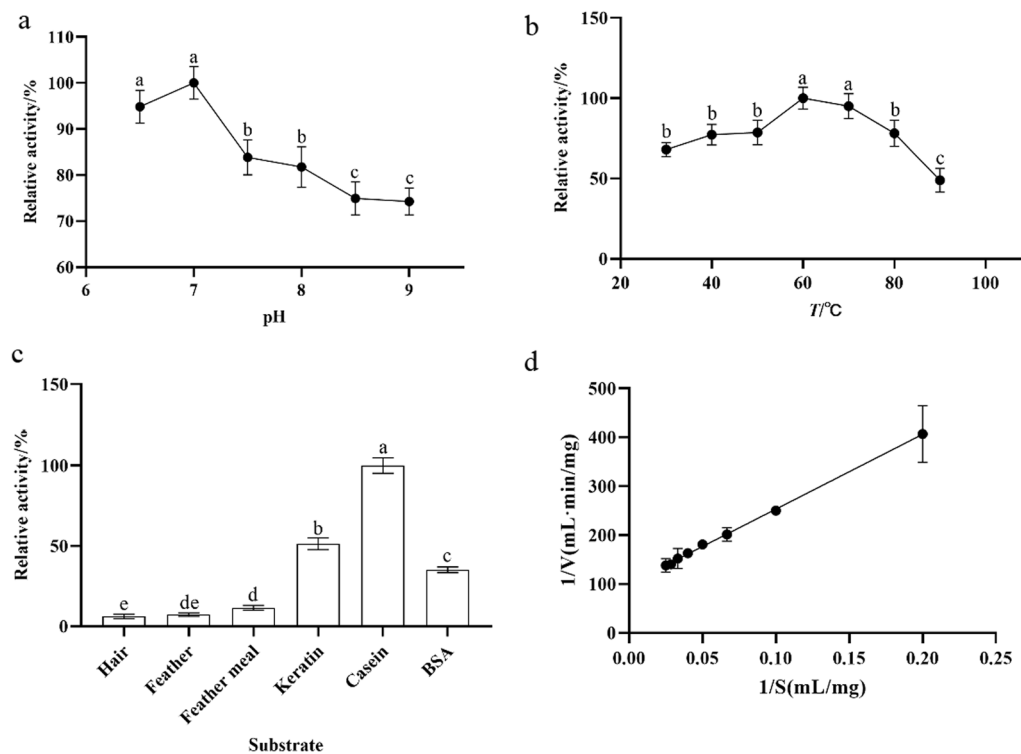 a
Relative activity/%
110
100
90
80
70
60
a
a
b
b
c
c
6
7
8
9
pH
b
Relative activity/%
150
100
50
0
b
b
b
a
a
b
c
20
40
60
80
100
T/°C
c
Relative activity/%
150
100
50
0
e
de
d
b
a
c
Hair
Feather
Feather meal
Keratin
Casein
BSA
Substrate
d
1/V(mL·min/mg)
500
400
300
200
100
0
0.00
0.05
0.10
0.15
0.20
0.25
1/S(mL/mg)